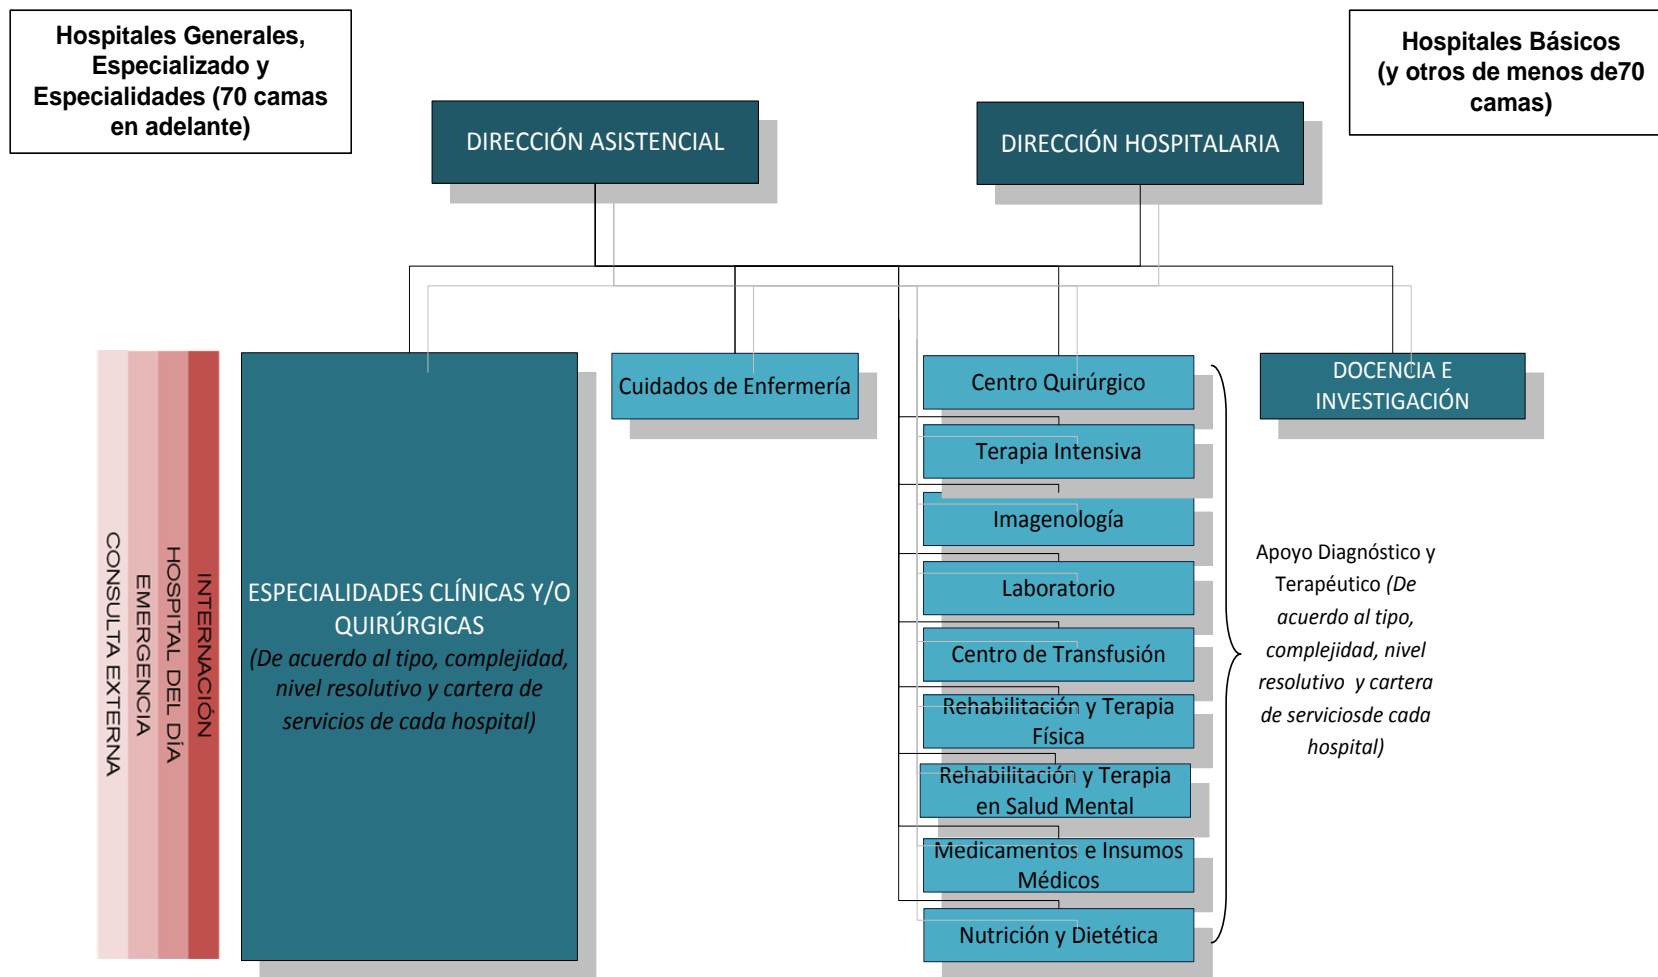 Hospitales Generales,
Especializado y
Especialidades (70 camas
en adelante)
Hospitales Básicos
(y otros de menos de70
camas)
DIRECCIÓN ASISTENCIAL
DIRECCIÓN HOSPITALARIA
CONSULTA EXTERNA
EMERGENCIA
HOSPITAL DEL DÍA
INTERNACIÓN
ESPECIALIDADES CLÍNICAS Y/O
QUIRÚRGICAS
(De acuerdo al tipo, complejidad,
nivel resolutivo y cartera de
servicios de cada hospital)
Cuidados de Enfermería
Centro Quirúrgico
Terapia Intensiva
Imagenología
Laboratorio
Centro de Transfusión
Rehabilitación y Terapia
Física
Rehabilitación y Terapia
en Salud Mental
Medicamentos e Insumos
Médicos
Nutrición y Dietética
DOCENCIA E
INVESTIGACIÓN
Apoyo Diagnóstico y
Terapéutico (De
acuerdo al tipo,
complejidad, nivel
resolutivo y cartera
de serviciosde cada
hospital)